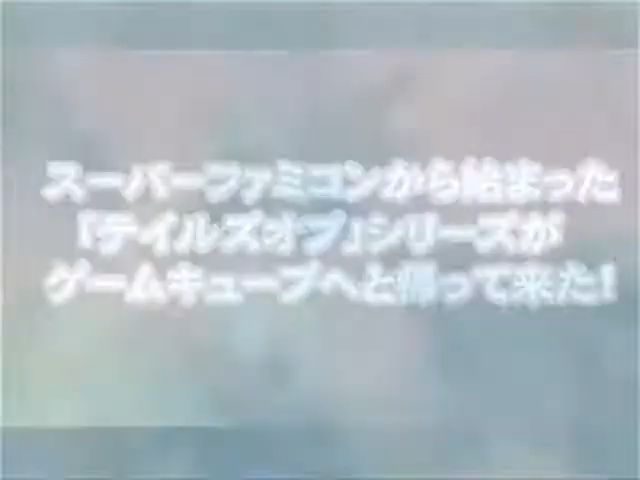 スーパーファミコンから始まった
『テイルズオブ』シリーズが
ゲームキューブへと帰って来た!